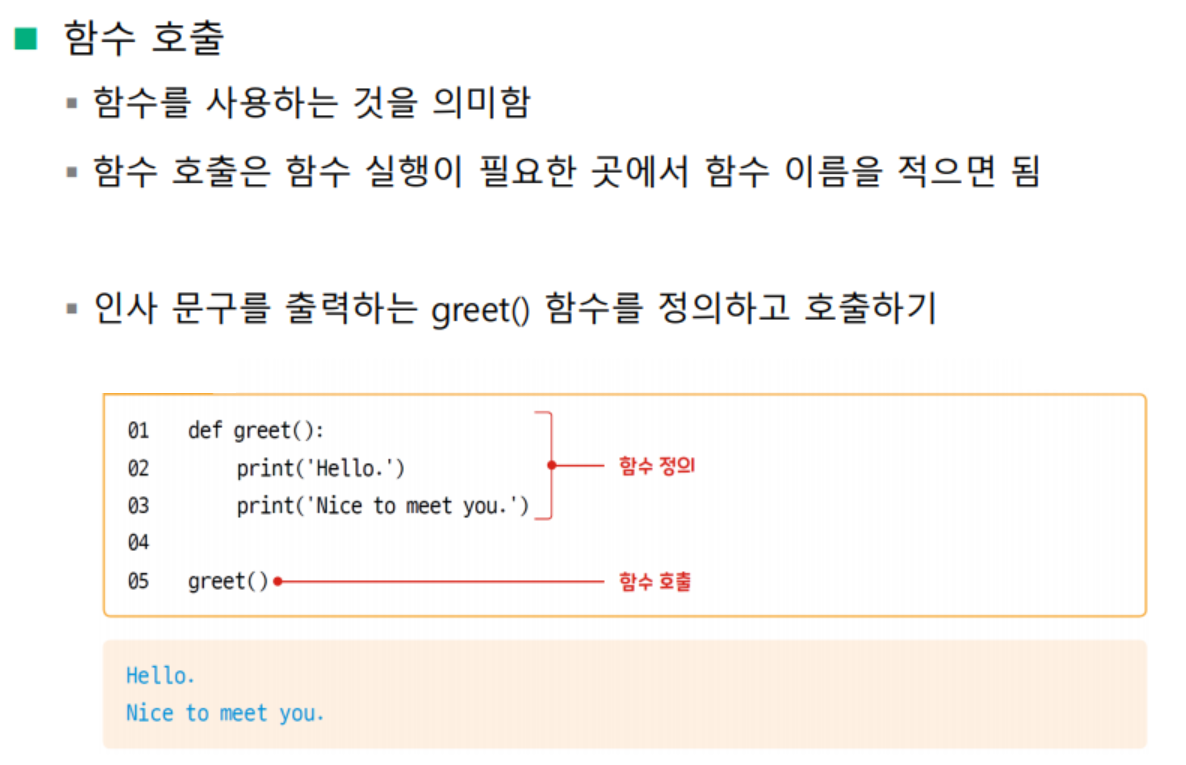 함수 호출
함수를 사용하는 것을 의미함
함수 호출은 함수 실행이 필요한 곳에서 함수 이름을 적으면 됨
인사 문구를 출력하는 greet() 함수를 정의하고 호출하기
01 def greet():
02 print('Hello.')
03 print('Nice to meet you.')
함수 정의
04
05 greet()
함수 호출
Hello.
Nice to meet you.